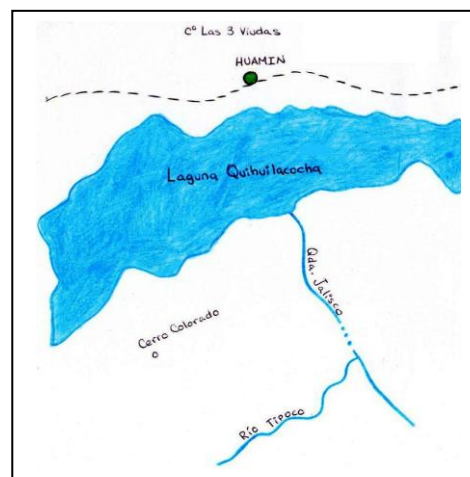 Cº Las 3 Viudas
HUAMIN
Laguna Quihuilacocha
Qda. Jalisco
Cerro Colorado
Río Tipoco